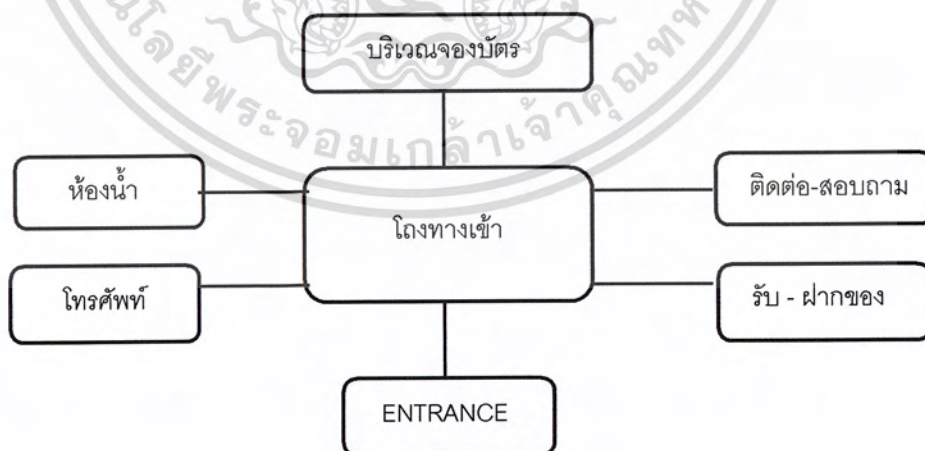 บริเวณจองบัตร
ห้องน้ำ
ติดต่อ-สอบถาม
โถงทางเข้า
โทรศัพท์
รับ - ฝากของ
ENTRANCE